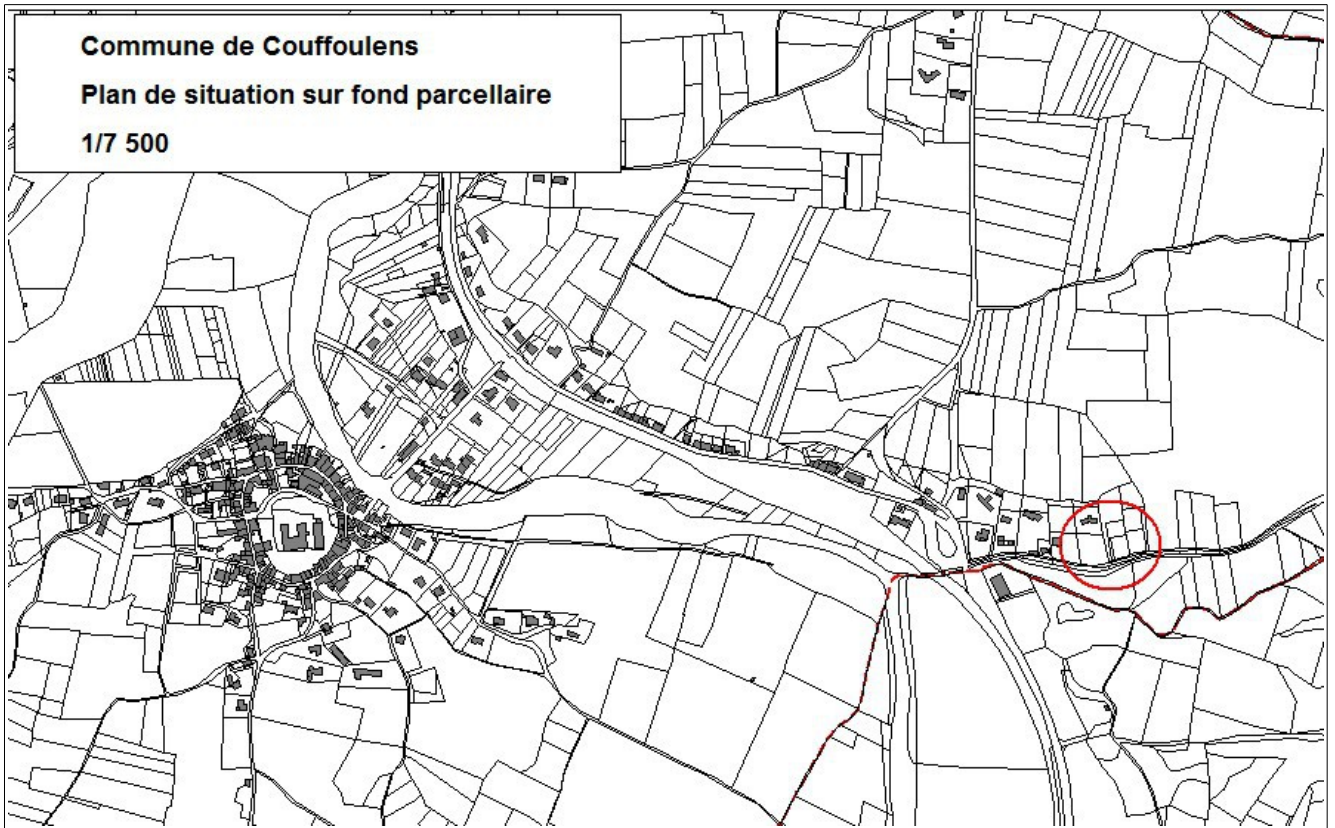 Commune de Couffoulens
Plan de situation sur fond parcellaire
1/7 500